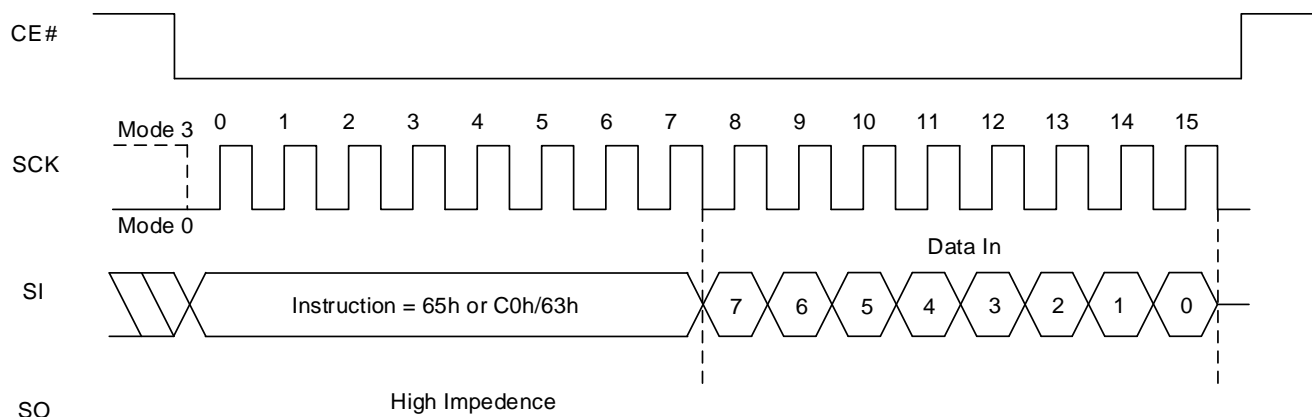 CE#
Mode 3
0 1 2 3 4 5 6 7 8 9 10 11 12 13 14 15
SCK
Mode 0
Data In
SI
Instruction = 65h or C0h/63h
7 6 5 4 3 2 1 0
High Impedence
SO